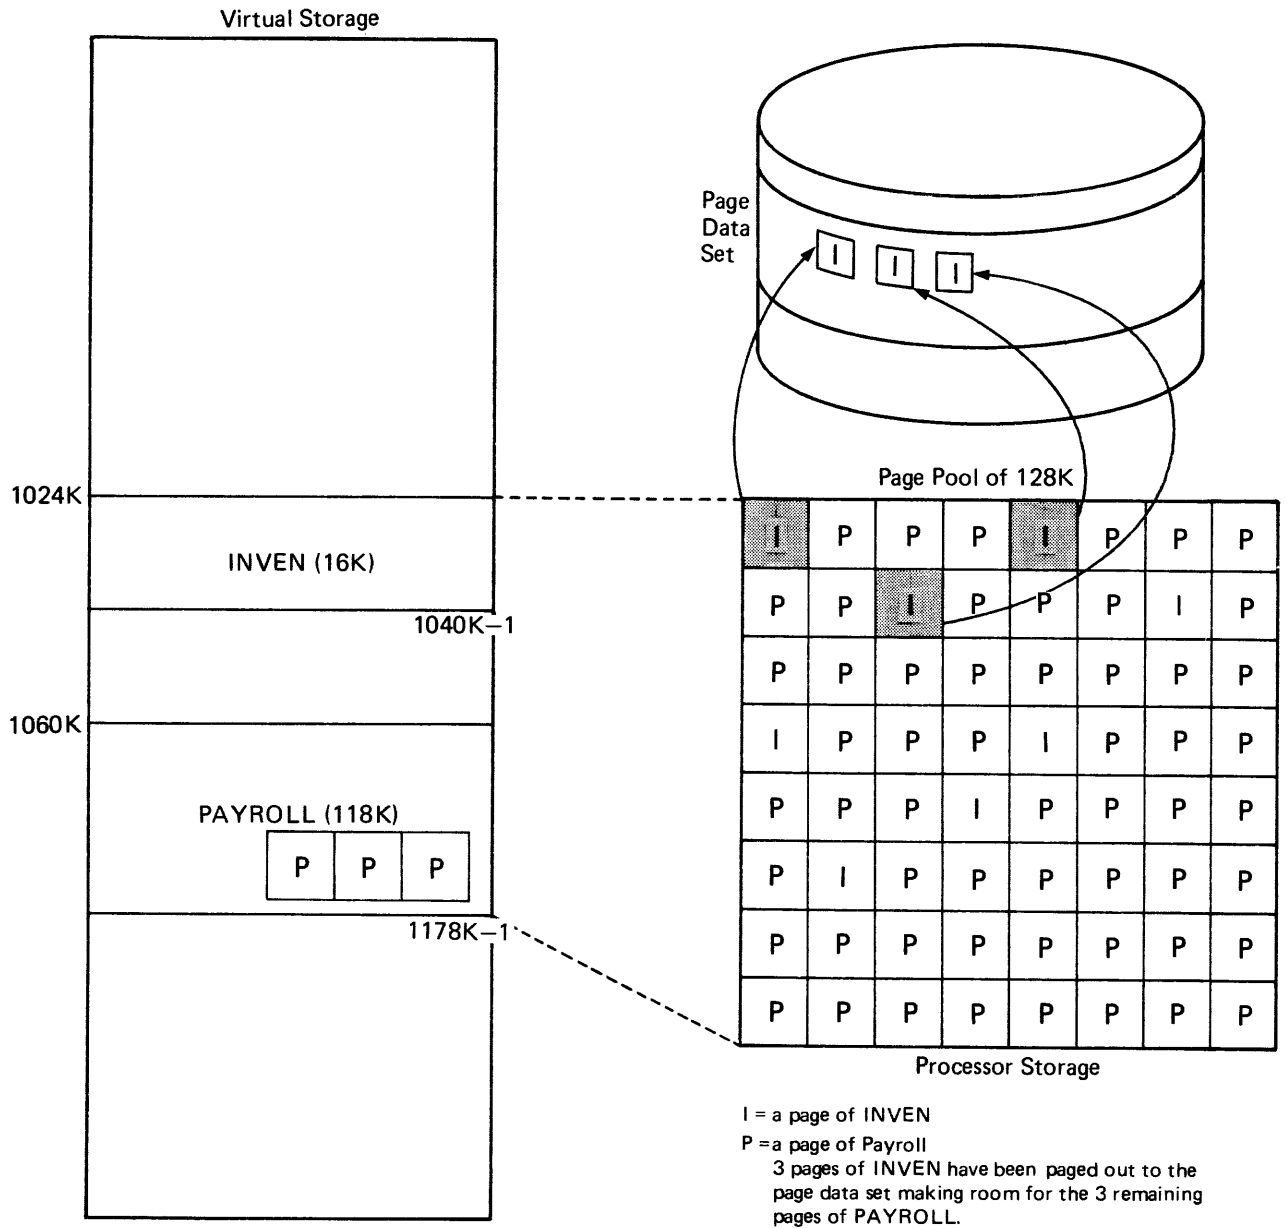 Virtual Storage
Page
Data
Set
I I I
1024K
Page Pool of 128K
INVEN (16K)
1040K–1
1060K
PAYROLL (118K)
P P P
1178K–1
I P P P I P P P
P P I P P P I P
P P P P P P P P
I P P P I P P P
P P P I P P P P
P I P P P P P P
P P P P P P P P
P P P P P P P P
Processor Storage
I = a page of INVEN
P = a page of Payroll
3 pages of INVEN have been paged out to the
page data set making room for the 3 remaining
pages of PAYROLL.